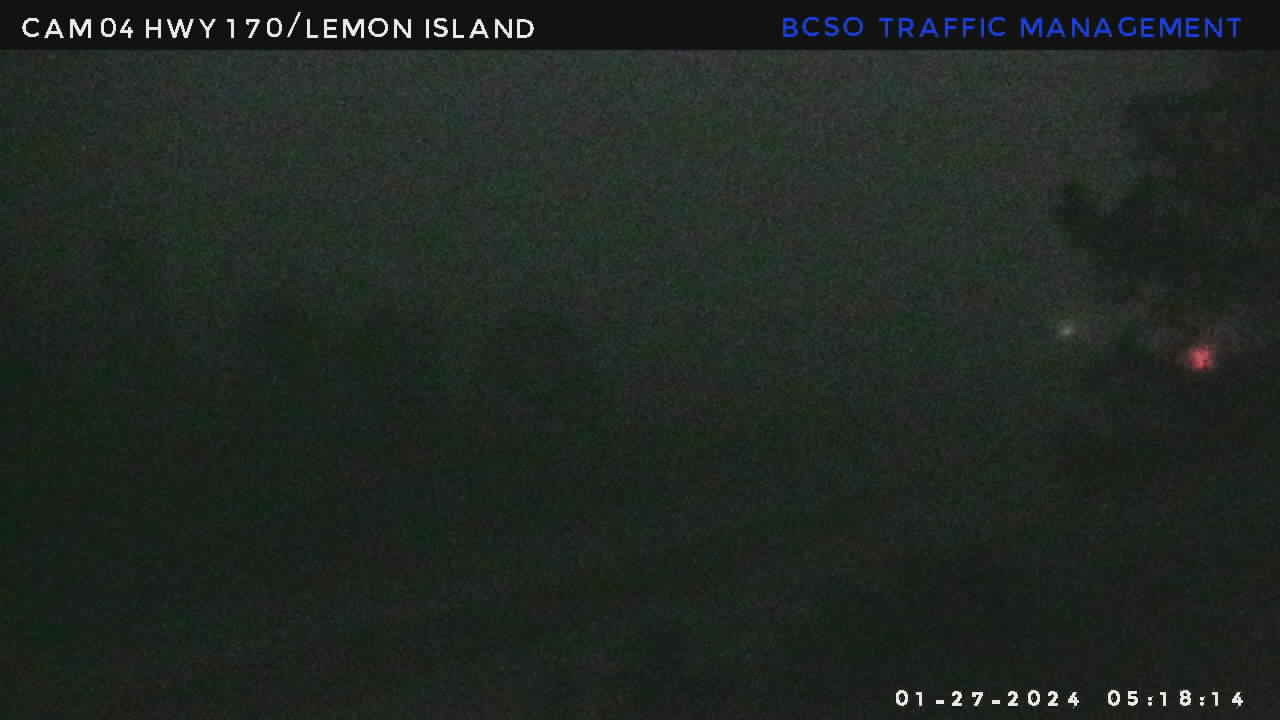 CAM04 HWY 170/LEMON ISLAND
BCSO TRAFFIC MANAGEMENT
01-27-2024 05:18:14